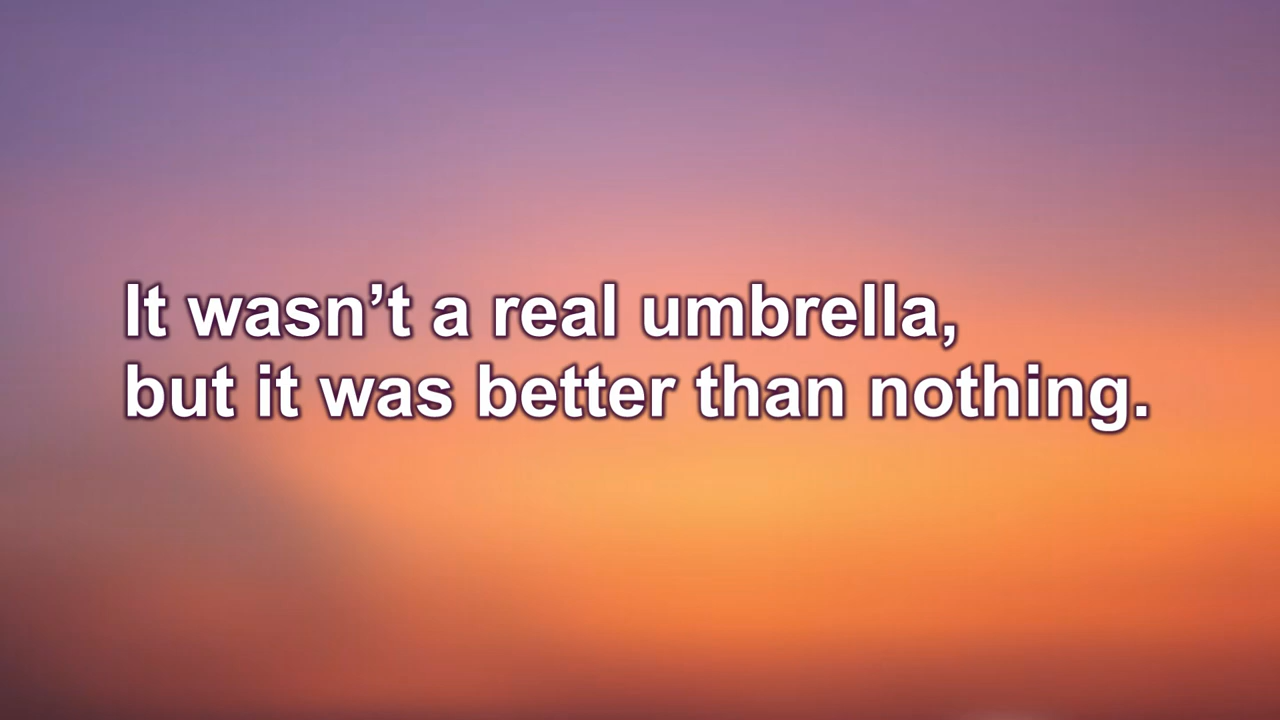 It wasn’t a real umbrella,
but it was better than nothing.